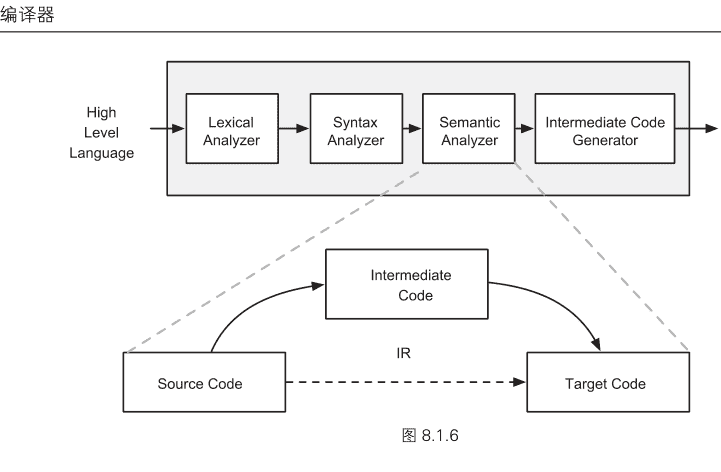 编译器
High
Level
Language
Lexical
Analyzer
Syntax
Analyzer
Semantic
Analyzer
Intermediate Code
Generator
Intermediate
Code
IR
Source Code
Target Code
图 8.1.6